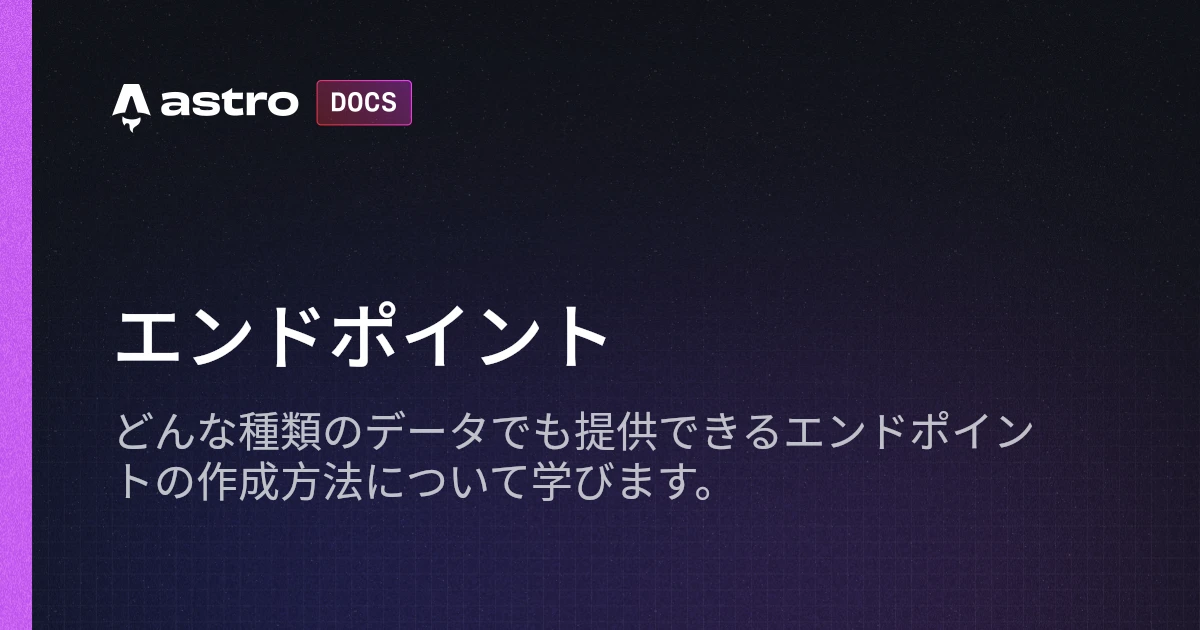 astro DOCS
エンドポイント
どんな種類のデータでも提供できるエンドポイン
トの作成方法について学びます。